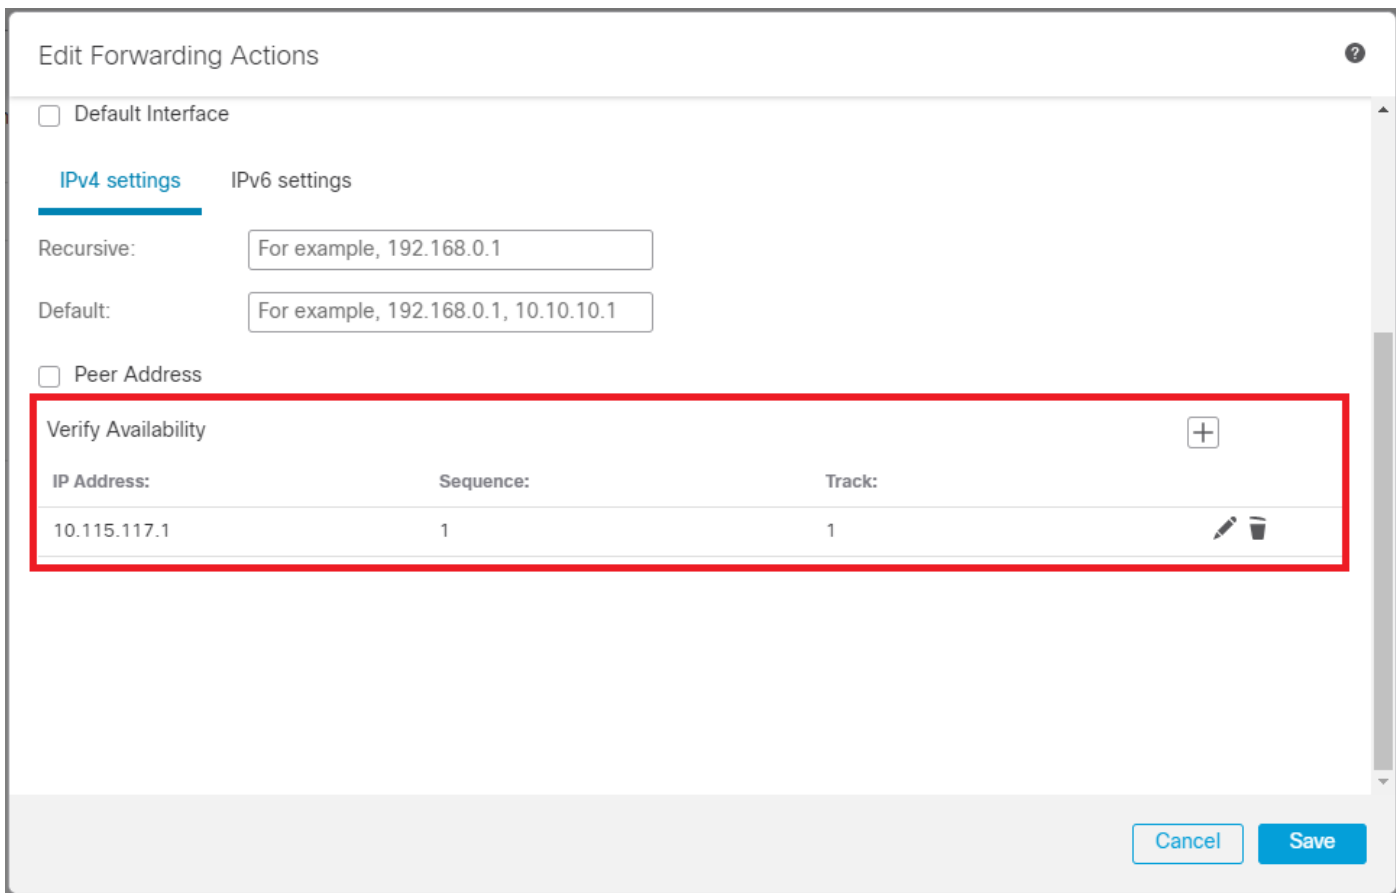 Edit Forwarding Actions
Default Interface
IPv4 settings IPv6 settings
Recursive: For example, 192.168.0.1
Default: For example, 192.168.0.1, 10.10.10.1
Peer Address
Verify Availability
IP Address: Sequence: Track:
10.115.117.1 1 1
Cancel Save